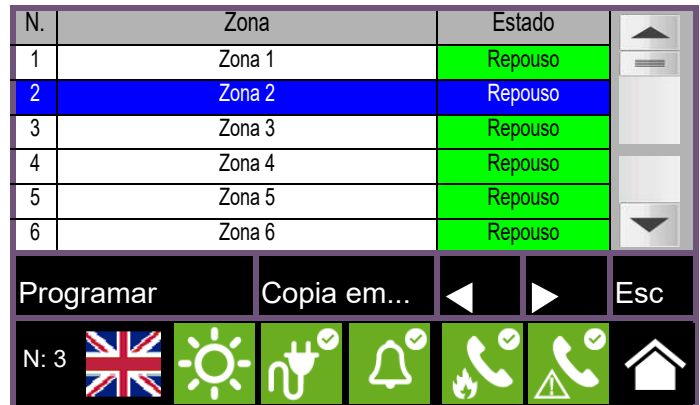 N. Zona Estado
1 Zona 1 Repouso
2 Zona 2 Repouso
3 Zona 3 Repouso
4 Zona 4 Repouso
5 Zona 5 Repouso
6 Zona 6 Repouso
Programar Copia em... Esc
N: 3